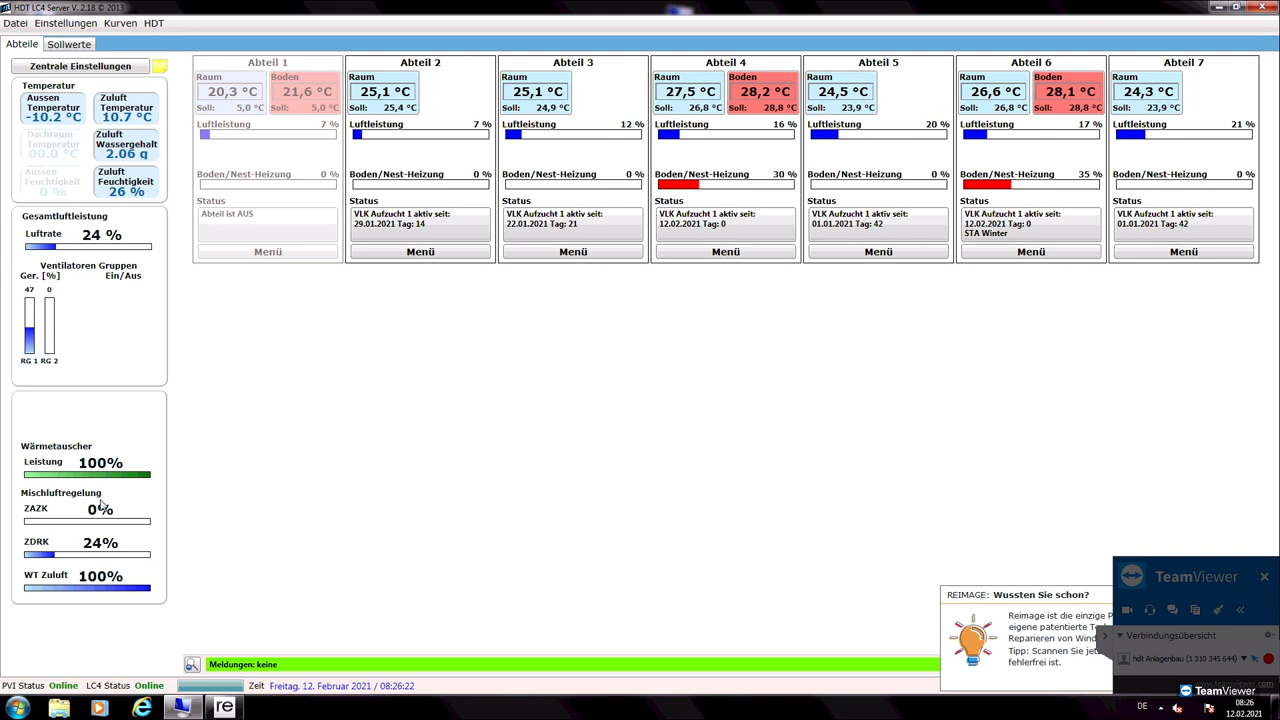 HDT LC4 Server V. 2.18 © 2013
Datei Einstellungen Kurven HDT
Abteile Sollwerte
Zentrale Einstellungen
Temperatur
Aussen Temperatur -10.2 °C
Zuluft Temperatur 10.7 °C
Dachraum Temperatur 00.0 °C
Zuluft Wassergehalt 2.06 g
Aussen Feuchtigkeit 0 %
Zuluft Feuchtigkeit 26 %
Gesamtluftleistung
Luftrate 24 %
Ventilatoren Gruppen
Ger. [%] Ein/Aus
47 0
RG 1 RG 2
Wärmetauscher
Leistung 100%
Mischluftregelung
ZAZK 0%
ZDRK 24%
WT Zuluft 100%
Abteil 1
Raum Boden
20,3 °C 21,6 °C
Soll: 5,0 °C 5,0 °C
Luftleistung 7 %
Boden/Nest-Heizung 0 %
Status
Abteil ist AUS
Menü
Abteil 2
Raum
25,1 °C
Soll: 25,4 °C
Luftleistung 7 %
Boden/Nest-Heizung 0 %
Status
VLK Aufzucht 1 aktiv seit:
29.01.2021 Tag: 14
Menü
Abteil 3
Raum
25,1 °C
Soll: 24,9 °C
Luftleistung 12 %
Boden/Nest-Heizung 0 %
Status
VLK Aufzucht 1 aktiv seit:
22.01.2021 Tag: 21
Menü
Abteil 4
Raum Boden
27,5 °C 28,2 °C
Soll: 26,8 °C 28,8 °C
Luftleistung 16 %
Boden/Nest-Heizung 30 %
Status
VLK Aufzucht 1 aktiv seit:
12.02.2021 Tag: 0
Menü
Abteil 5
Raum
24,5 °C
Soll: 23,9 °C
Luftleistung 20 %
Boden/Nest-Heizung 0 %
Status
VLK Aufzucht 1 aktiv seit:
01.01.2021 Tag: 42
Menü
Abteil 6
Raum Boden
26,6 °C 28,1 °C
Soll: 26,8 °C 28,8 °C
Luftleistung 17 %
Boden/Nest-Heizung 35 %
Status
VLK Aufzucht 1 aktiv seit:
12.02.2021 Tag: 0
STA Winter
Menü
Abteil 7
Raum
24,3 °C
Soll: 23,9 °C
Luftleistung 21 %
Boden/Nest-Heizung 0 %
Status
VLK Aufzucht 1 aktiv seit:
01.01.2021 Tag: 42
Menü
REIMAGE: Wussten Sie schon?
Reimage ist die einzige
eigene patentierte
Reparieren von
Tipp: Scannen Sie
fehlerfrei ist.
TeamViewer
Verbindungsübersicht
hdt Anlagenbau (1 310 345 644)
www.teamviewer.com
TeamViewer
Meldungen: keine
PVI Status Online LC4 Status Online Zeit Freitag, 12. Februar 2021 / 08:26:22
re
DE
08:26
12.02.2021